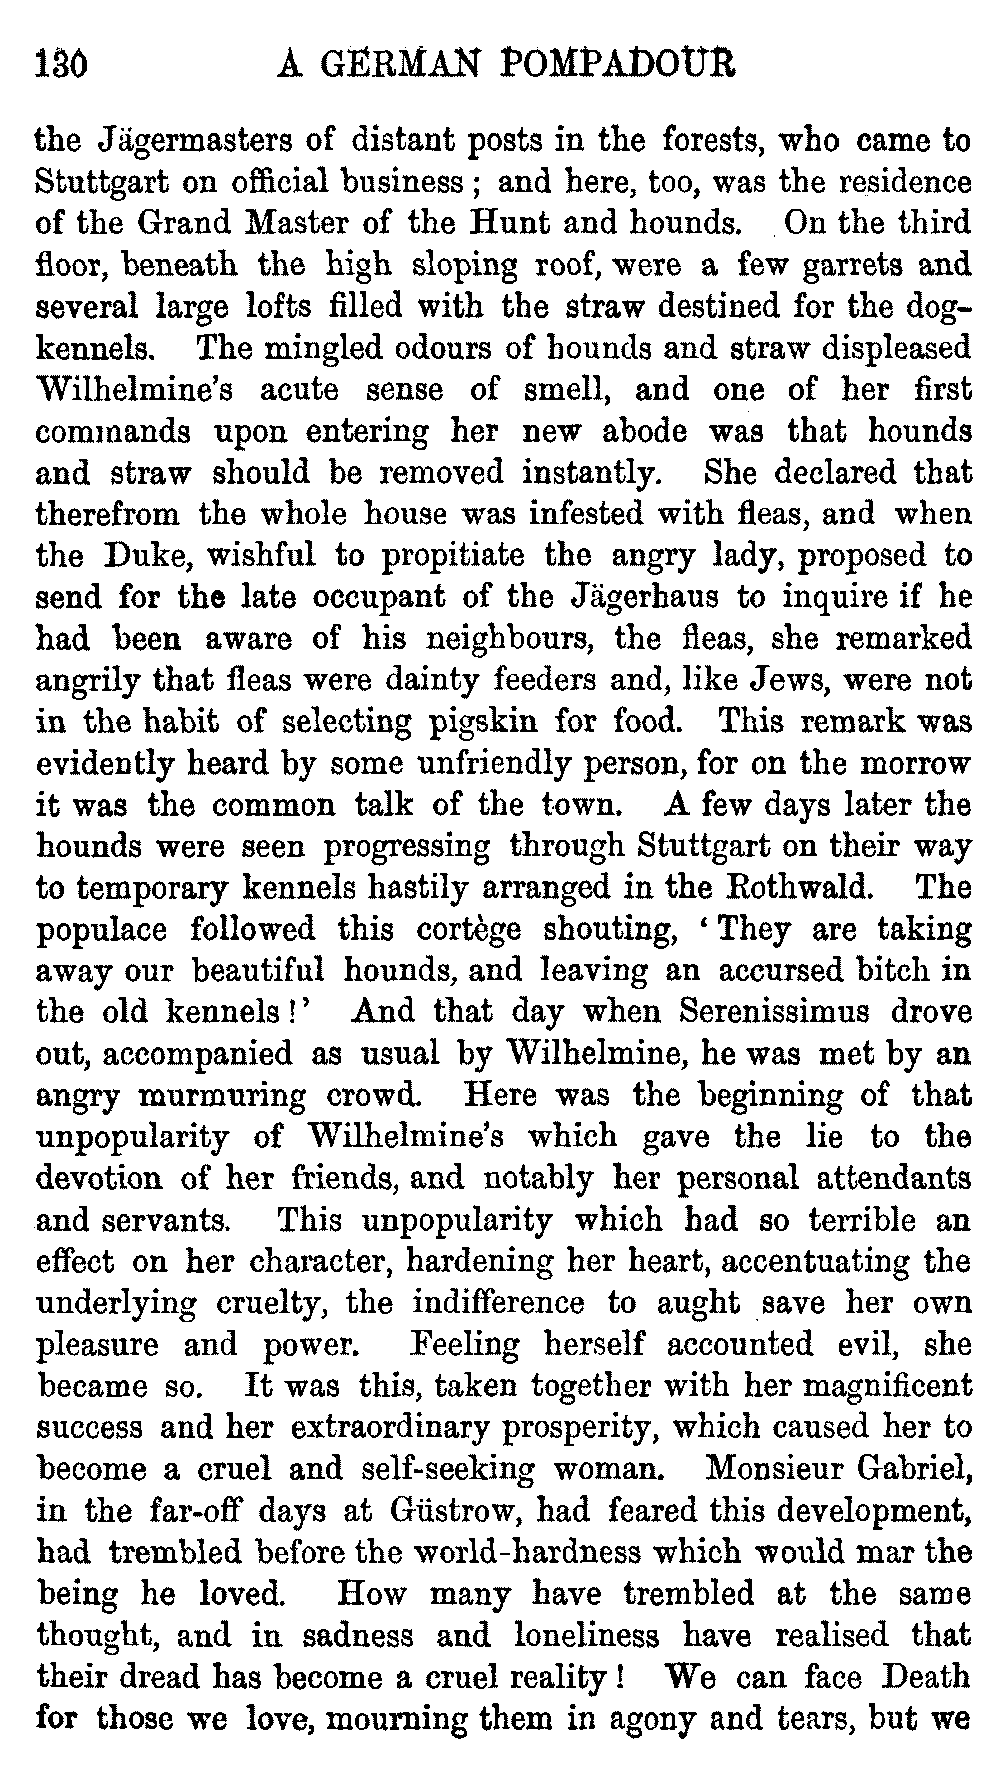 130 A GERMAN POMPADOUR
the Jägermasters of distant posts in the forests, who came to
Stuttgart on official business ; and here, too, was the residence
of the Grand Master of the Hunt and hounds. On the third
floor, beneath the high sloping roof, were a few garrets and
several large lofts filled with the straw destined for the dog-
kennels. The mingled odours of hounds and straw displeased
Wilhelmine's acute sense of smell, and one of her first
commands upon entering her new abode was that hounds
and straw should be removed instantly. She declared that
therefrom the whole house was infested with fleas, and when
the Duke, wishful to propitiate the angry lady, proposed to
send for the late occupant of the Jägerhaus to inquire if he
had been aware of his neighbours, the fleas, she remarked
angrily that fleas were dainty feeders and, like Jews, were not
in the habit of selecting pigskin for food. This remark was
evidently heard by some unfriendly person, for on the morrow
it was the common talk of the town. A few days later the
hounds were seen progressing through Stuttgart on their way
to temporary kennels hastily arranged in the Rothwald. The
populace followed this cortège shouting, ‘ They are taking
away our beautiful hounds, and leaving an accursed bitch in
the old kennels !’ And that day when Serenissimus drove
out, accompanied as usual by Wilhelmine, he was met by an
angry murmuring crowd. Here was the beginning of that
unpopularity of Wilhelmine's which gave the lie to the
devotion of her friends, and notably her personal attendants
and servants. This unpopularity which had so terrible an
effect on her character, hardening her heart, accentuating the
underlying cruelty, the indifference to aught save her own
pleasure and power. Feeling herself accounted evil, she
became so. It was this, taken together with her magnificent
success and her extraordinary prosperity, which caused her to
become a cruel and self-seeking woman. Monsieur Gabriel,
in the far-off days at Güstrow, had feared this development,
had trembled before the world-hardness which would mar the
being he loved. How many have trembled at the same
thought, and in sadness and loneliness have realised that
their dread has become a cruel reality ! We can face Death
for those we love, mourning them in agony and tears, but we